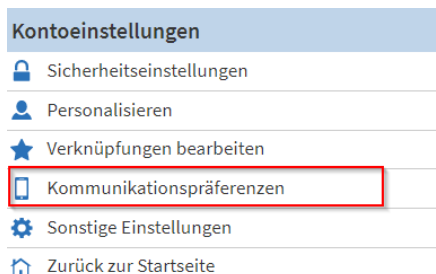 Kontoeinstellungen
Sicherheitseinstellungen
Personalisieren
Verknüpfungen bearbeiten
Kommunikationspräferenzen
Sonstige Einstellungen
Zurück zur Startseite